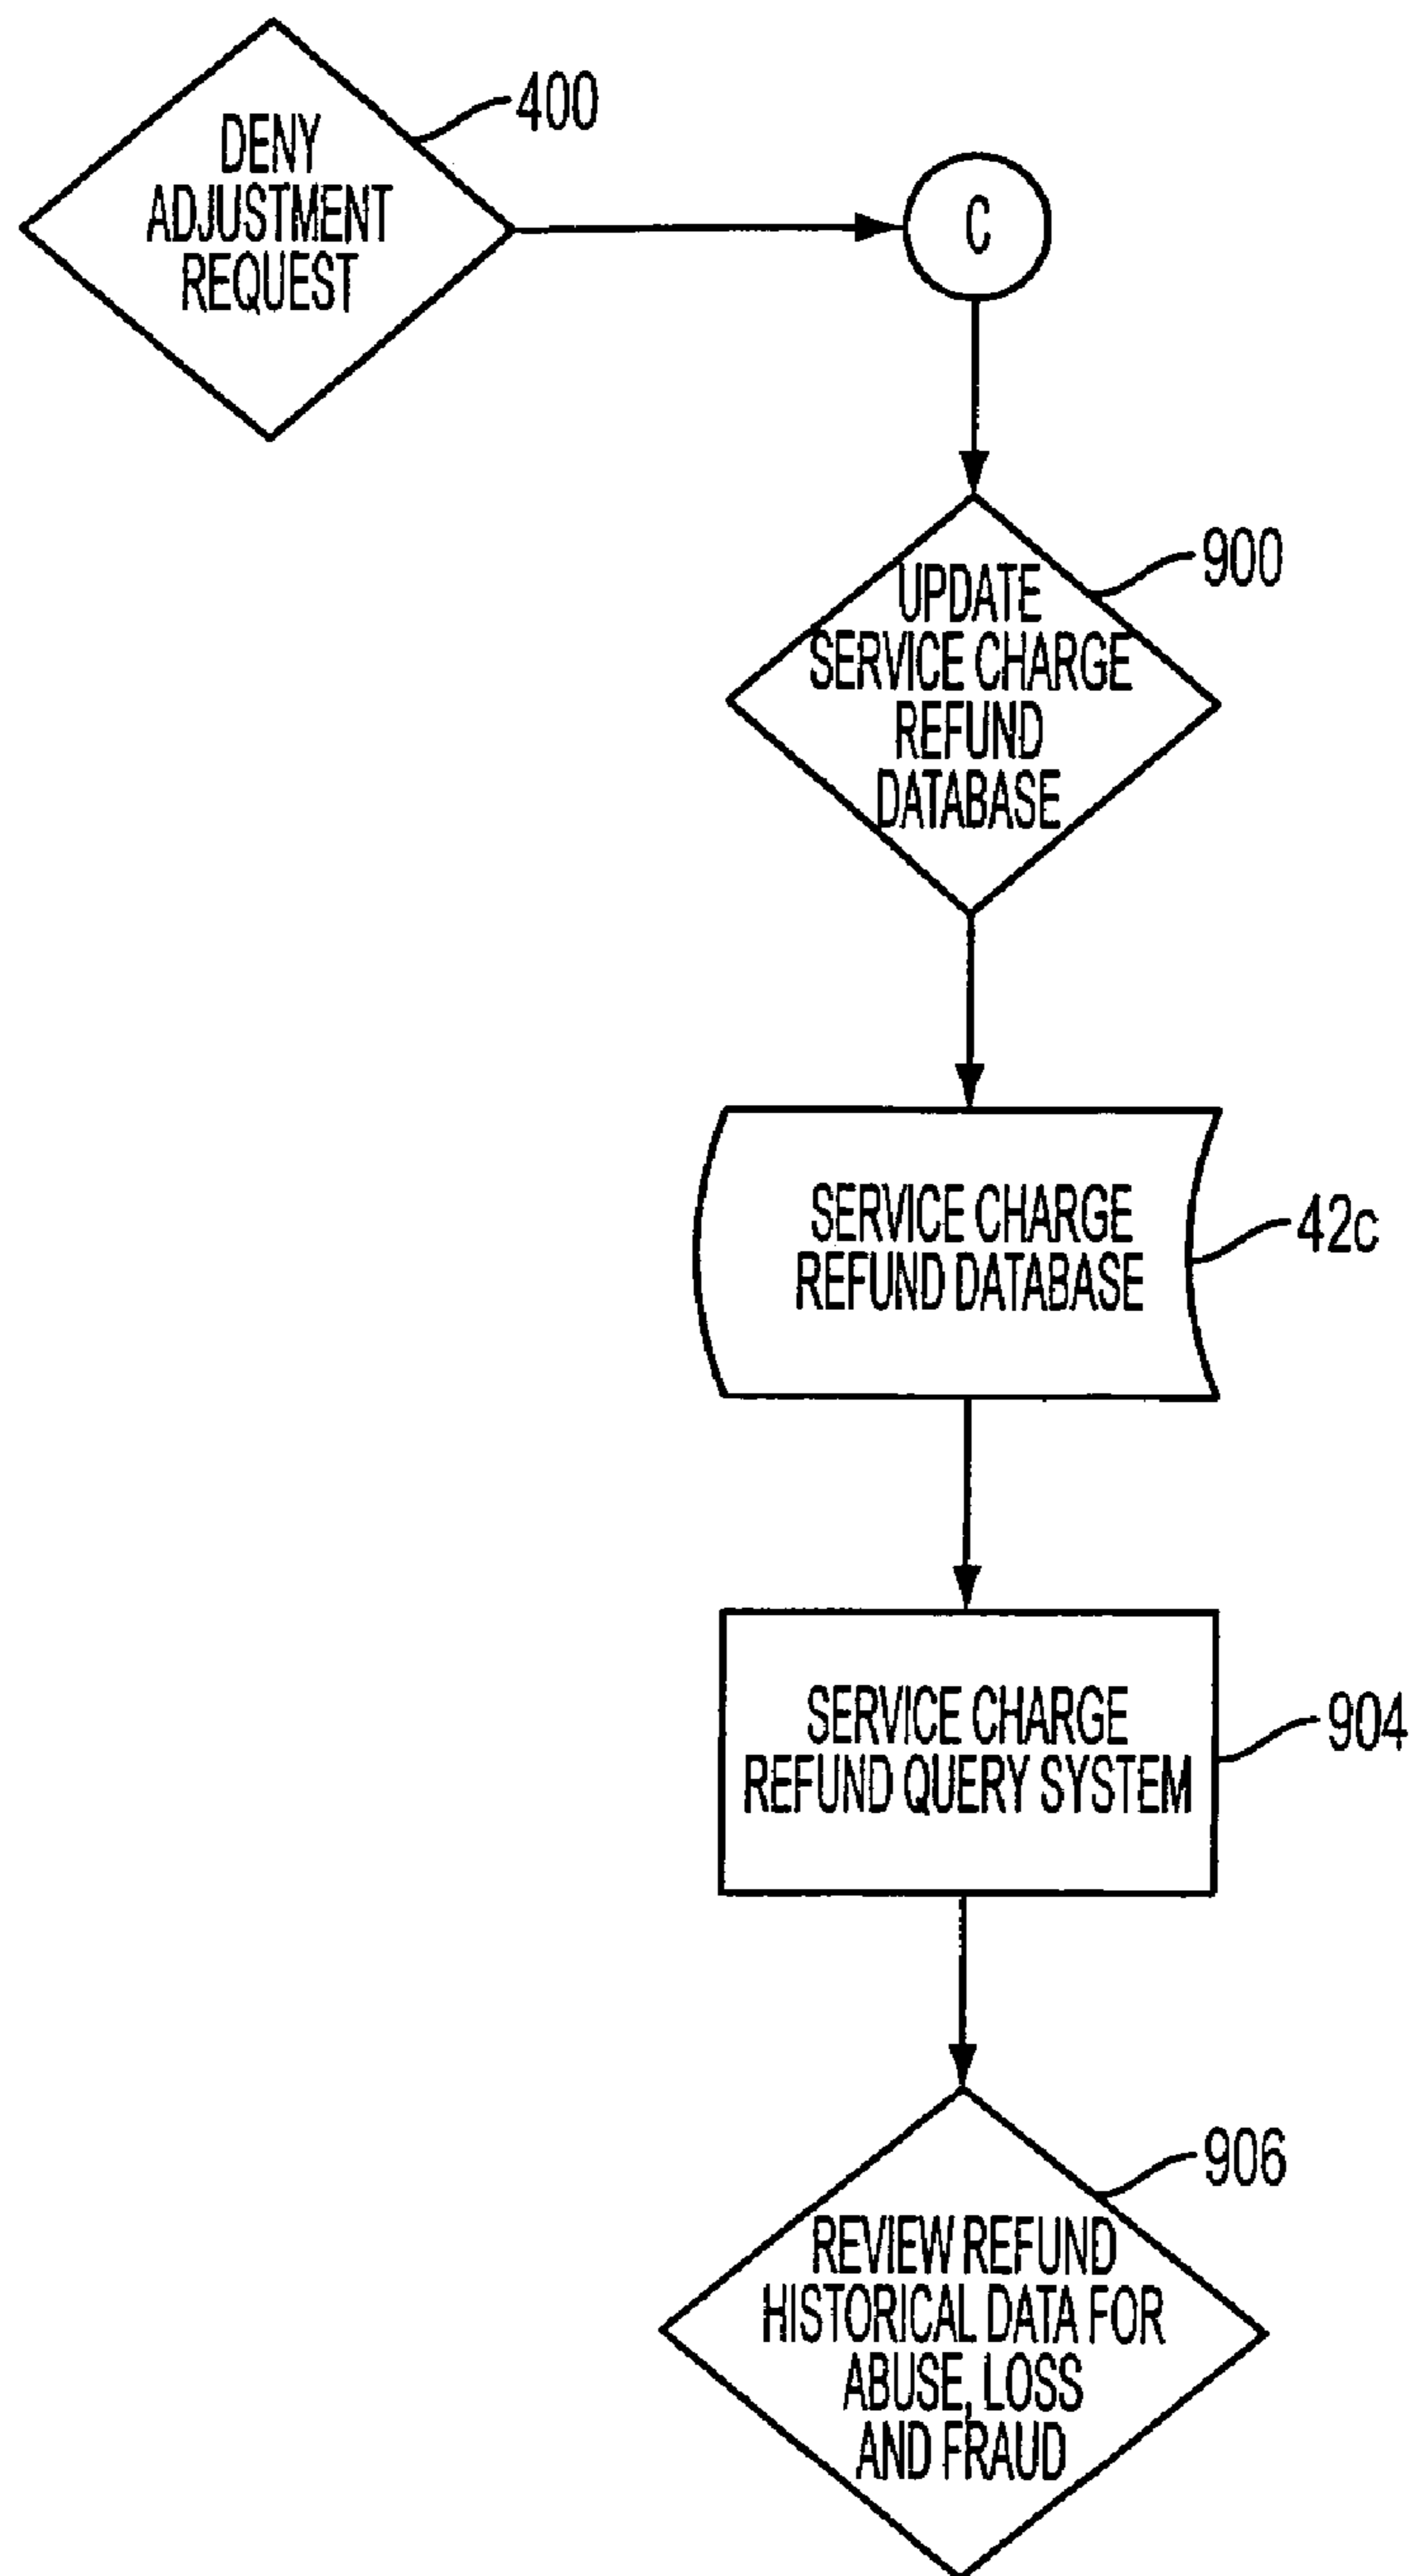 DENY
ADJUSTMENT
REQUEST
400
C
UPDATE
SERVICE CHARGE
REFUND
DATABASE
900
SERVICE CHARGE
REFUND DATABASE
42c
SERVICE CHARGE
REFUND QUERY SYSTEM
904
REVIEW REFUND
HISTORICAL DATA FOR
ABUSE, LOSS
AND FRAUD
906